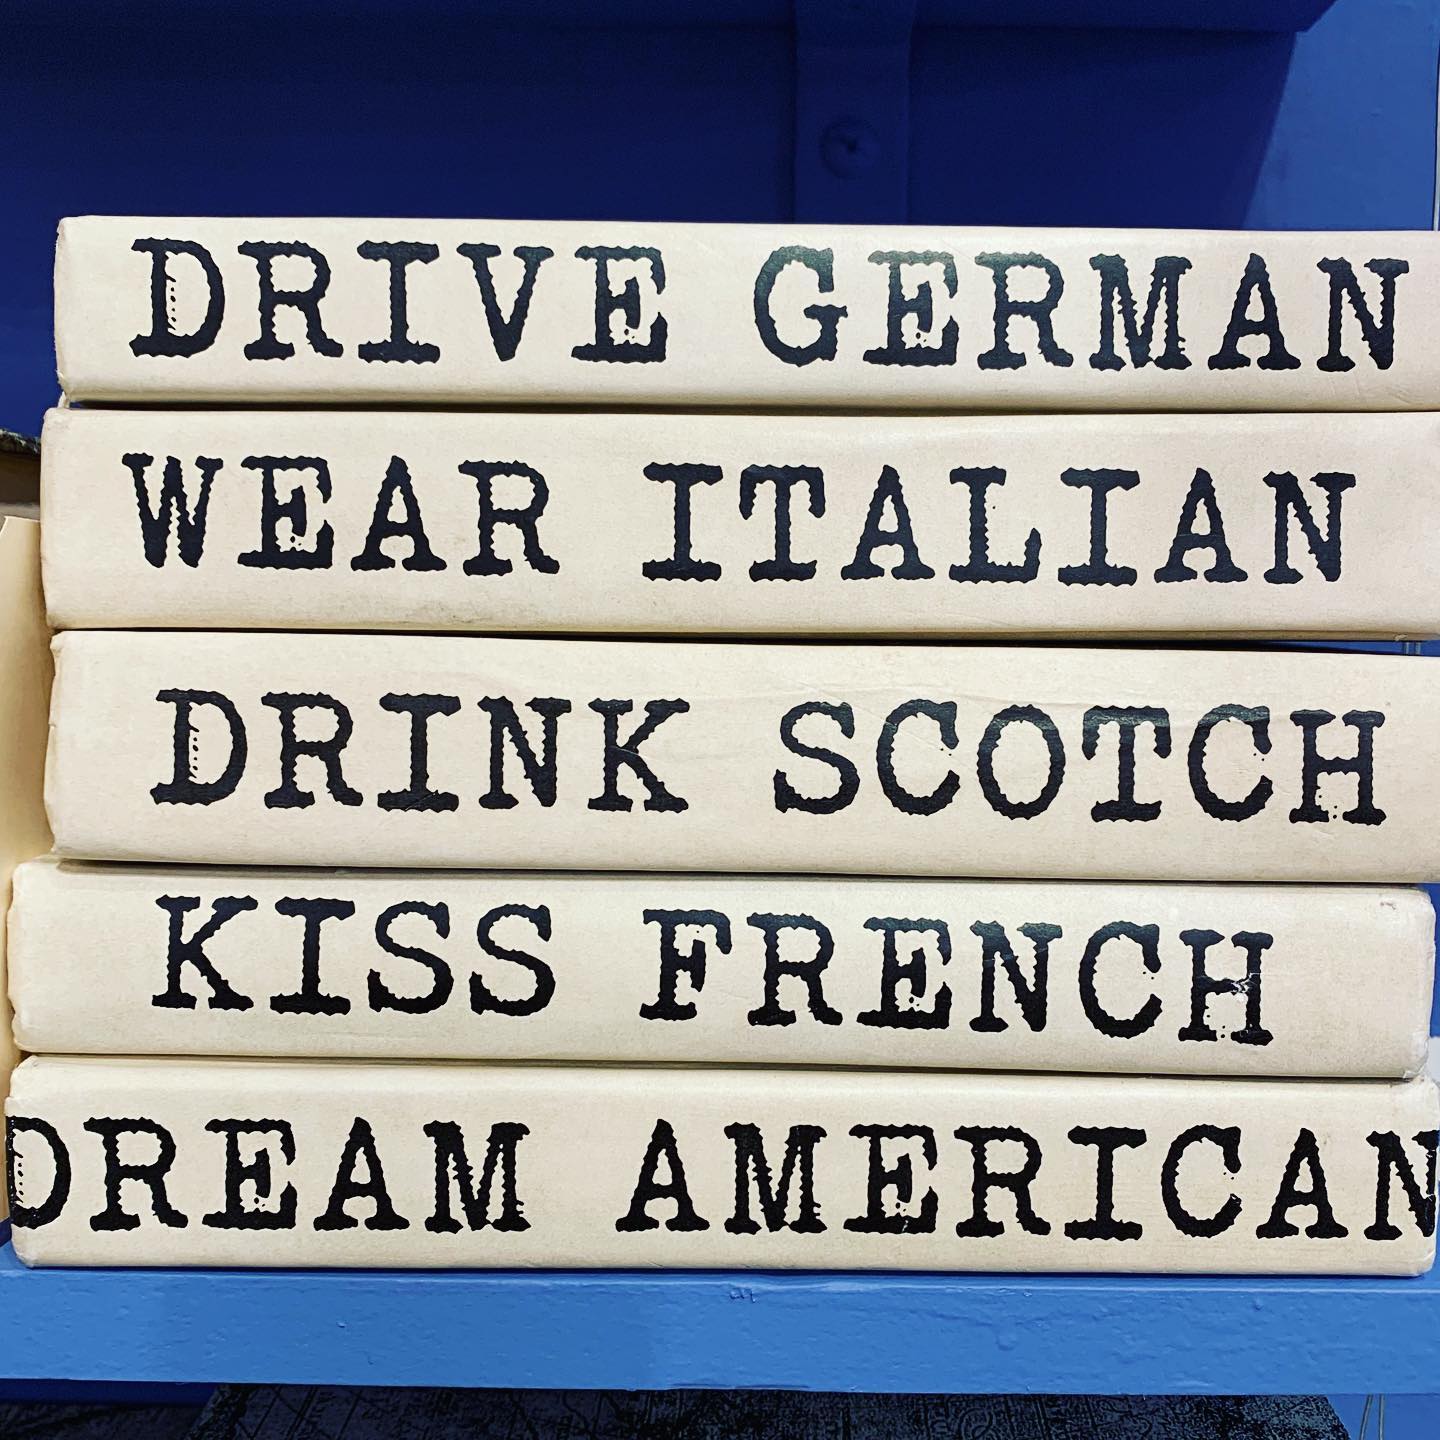 DRIVE GERMAN
WEAR ITALIAN
DRINK SCOTCH
KISS FRENCH
DREAM AMERICAN